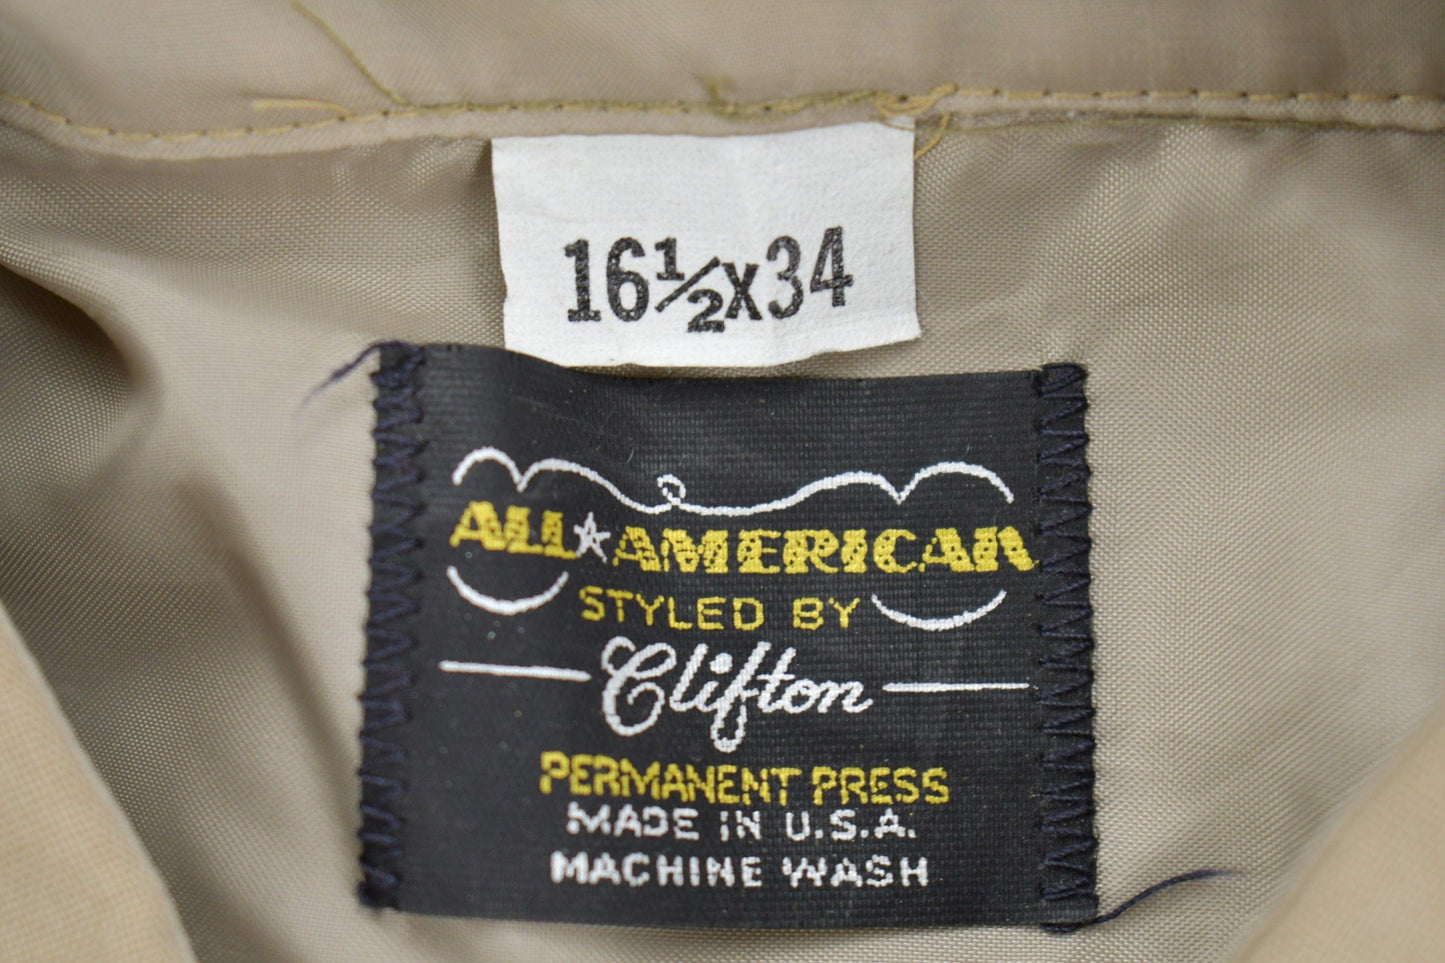 16½x34
ALL★AMERICAN
STYLED BY
Clifton
PERMANENT PRESS
MADE IN U.S.A.
MACHINE WASH